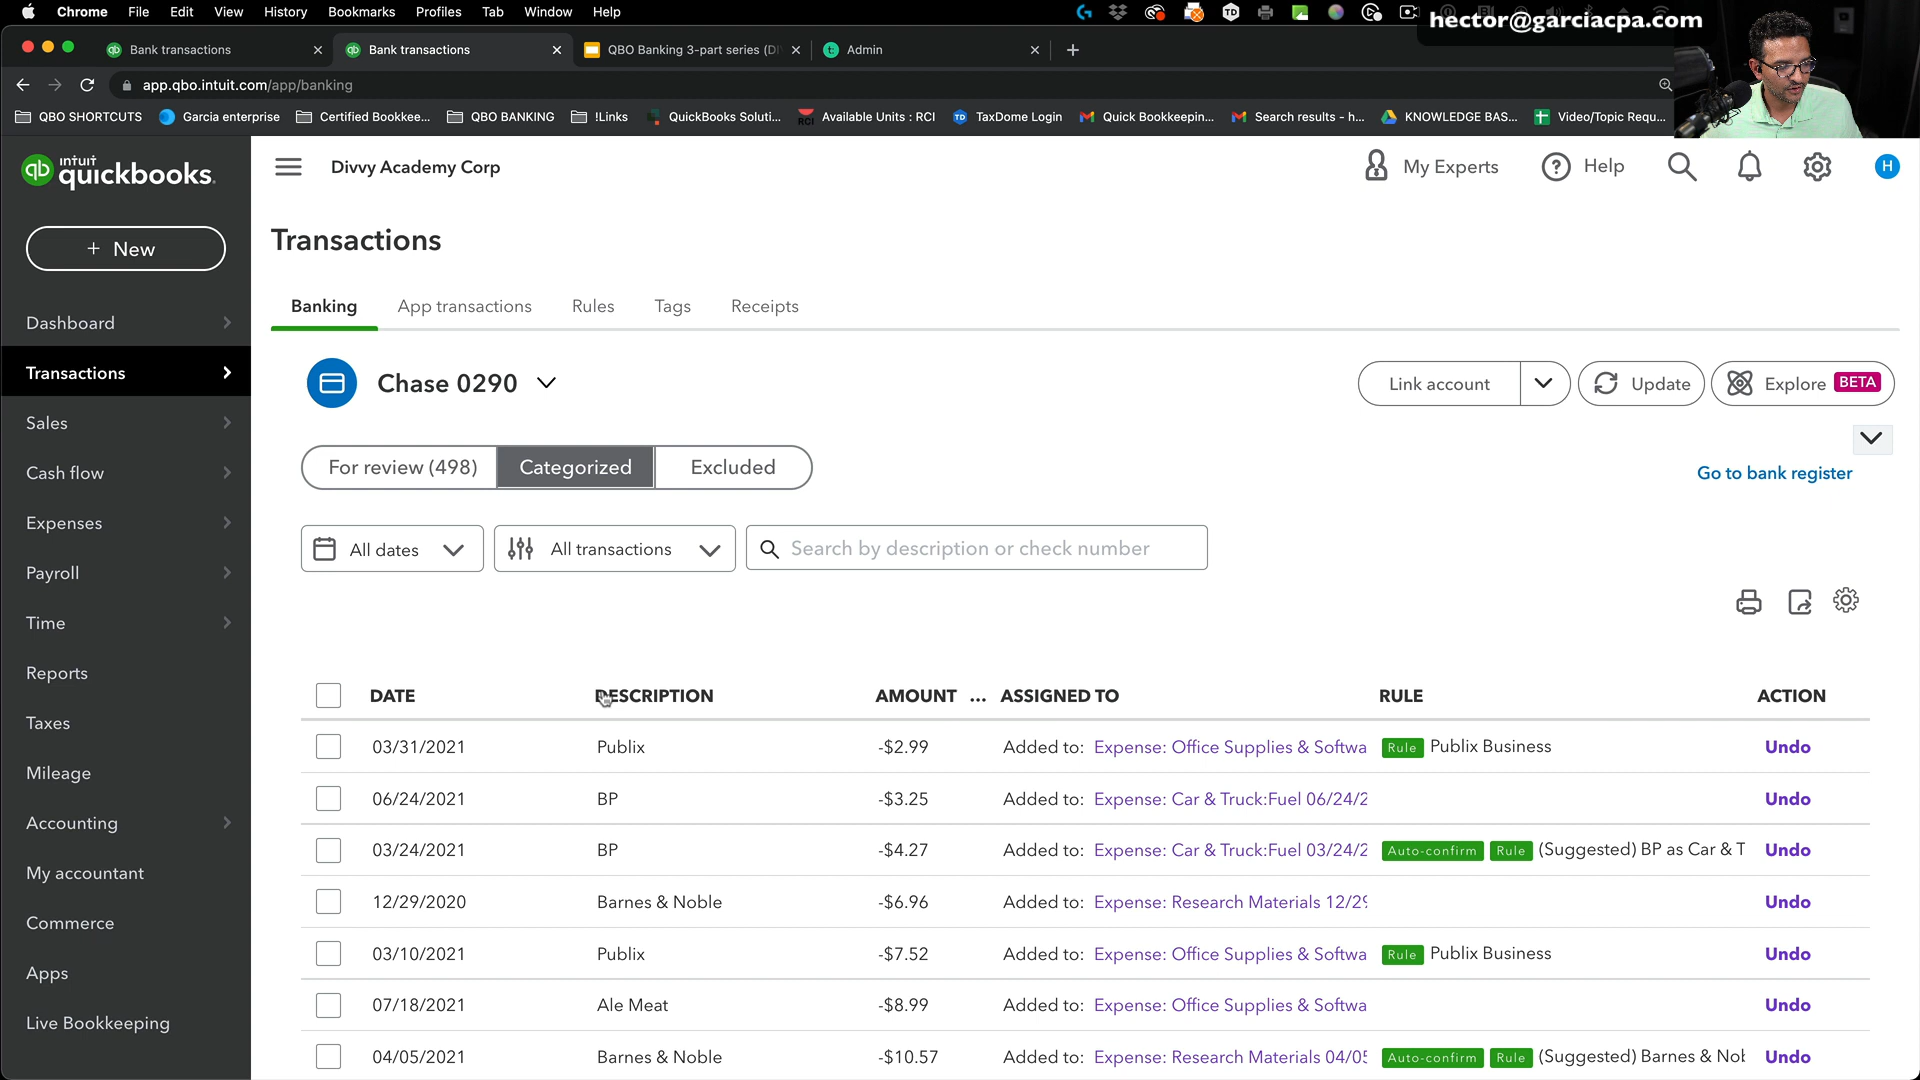 Chrome File Edit View History Bookmarks Profiles Tab Window Help
hector@garciacpa.com
Bank transactions
Bank transactions
QBO Banking 3-part series (DI
Admin
app.qbo.intuit.com/app/banking
QBO SHORTCUTS Garcia enterprise Certified Bookkee... QBO BANKING !Links QuickBooks Soluti... Available Units : RCI TaxDome Login Quick Bookkeepin... Search results - h... KNOWLEDGE BAS... Video/Topic Requ...
intuit
quickbooks.
Divvy Academy Corp
My Experts
Help
H
+ New
Dashboard
Transactions
Sales
Cash flow
Expenses
Payroll
Time
Reports
Taxes
Mileage
Accounting
My accountant
Commerce
Apps
Live Bookkeeping
Transactions
Banking App transactions Rules Tags Receipts
Chase 0290
Link account
Update
Explore BETA
For review (498) Categorized Excluded
Go to bank register
All dates
All transactions
Search by description or check number
DATE DESCRIPTION AMOUNT ... ASSIGNED TO RULE ACTION
03/31/2021 Publix -$2.99 Added to: Expense: Office Supplies & Softwa Rule Publix Business Undo
06/24/2021 BP -$3.25 Added to: Expense: Car & Truck:Fuel 06/24/2 Undo
03/24/2021 BP -$4.27 Added to: Expense: Car & Truck:Fuel 03/24/2 Auto-confirm Rule (Suggested) BP as Car & T Undo
12/29/2020 Barnes & Noble -$6.96 Added to: Expense: Research Materials 12/29 Undo
03/10/2021 Publix -$7.52 Added to: Expense: Office Supplies & Softwa Rule Publix Business Undo
07/18/2021 Ale Meat -$8.99 Added to: Expense: Office Supplies & Softwa Undo
04/05/2021 Barnes & Noble -$10.57 Added to: Expense: Research Materials 04/05 Auto-confirm Rule (Suggested) Barnes & Nob Undo